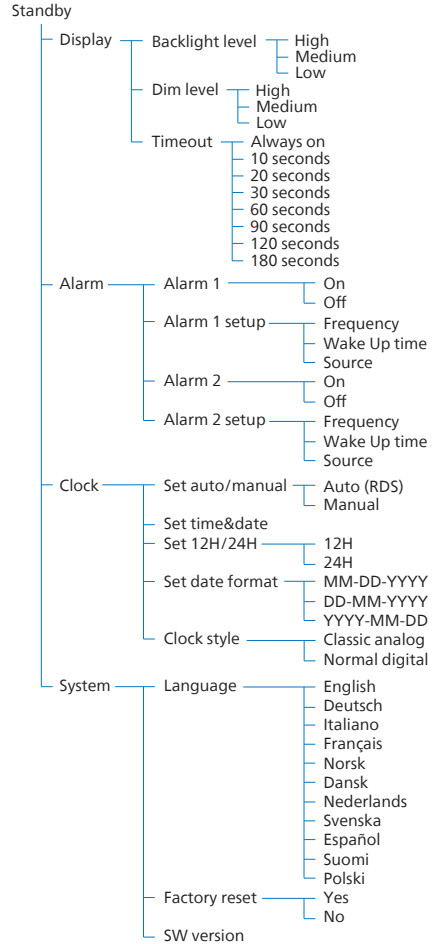 Standby
Display Backlight level High
Medium
Low
Dim level High
Medium
Low
Timeout Always on
10 seconds
20 seconds
30 seconds
60 seconds
90 seconds
120 seconds
180 seconds
Alarm Alarm 1 On
Off
Alarm 1 setup Frequency
Wake Up time
Source
Alarm 2 On
Off
Alarm 2 setup Frequency
Wake Up time
Source
Clock Set auto/manual Auto (RDS)
Manual
Set time&date
Set 12H/24H 12H
24H
Set date format MM-DD-YYYY
DD-MM-YYYY
YYYY-MM-DD
Clock style Classic analog
Normal digital
System Language English
Deutsch
Italiano
Français
Norsk
Dansk
Nederlands
Svenska
Español
Suomi
Polski
Factory reset Yes
No
SW version